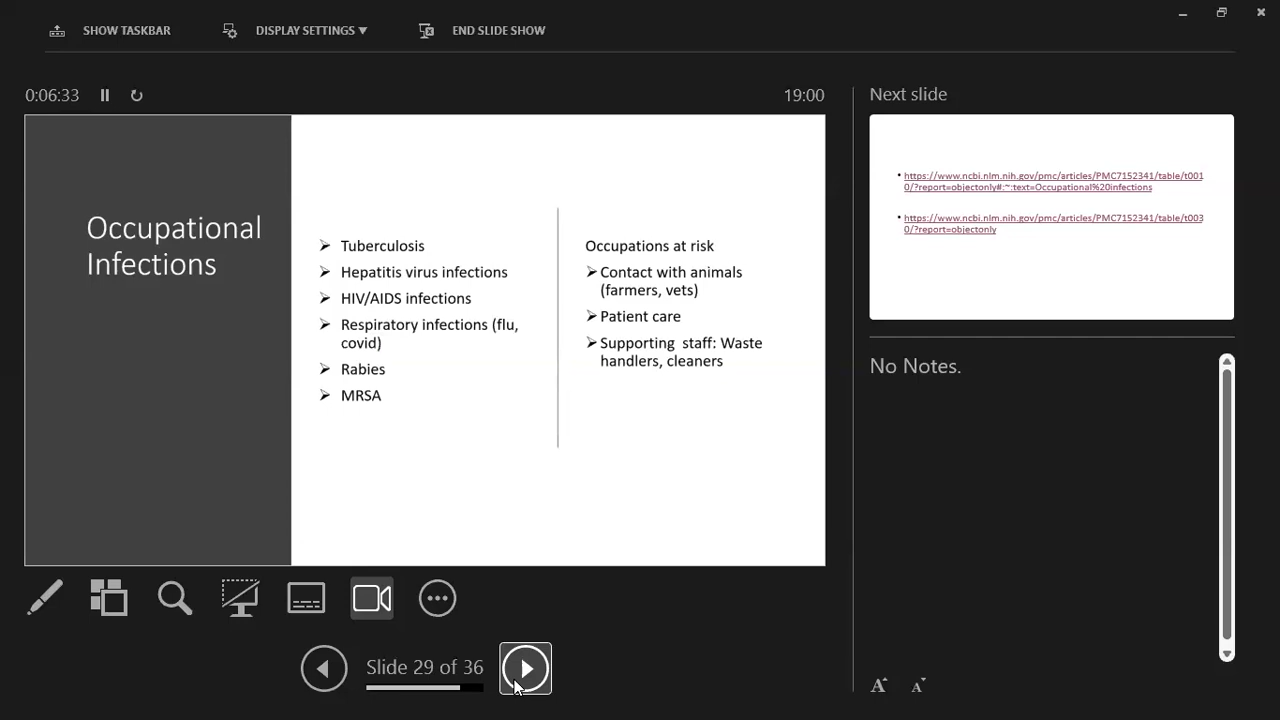 SHOW TASKBAR
DISPLAY SETTINGS ▼
END SLIDE SHOW
0:06:33
19:00
Occupational
Infections
➢ Tuberculosis
➢ Hepatitis virus infections
➢ HIV/AIDS infections
➢ Respiratory infections (flu,
covid)
➢ Rabies
➢ MRSA
Occupations at risk
➢ Contact with animals
(farmers, vets)
➢ Patient care
➢ Supporting staff: Waste
handlers, cleaners
Next slide
• https://www.ncbi.nlm.nih.gov/pmc/articles/PMC7152341/table/t001
0/?report=objectonly#:~:text=Occupational%20infections
• https://www.ncbi.nlm.nih.gov/pmc/articles/PMC7152341/table/t003
0/?report=objectonly
No Notes.
Slide 29 of 36
A A